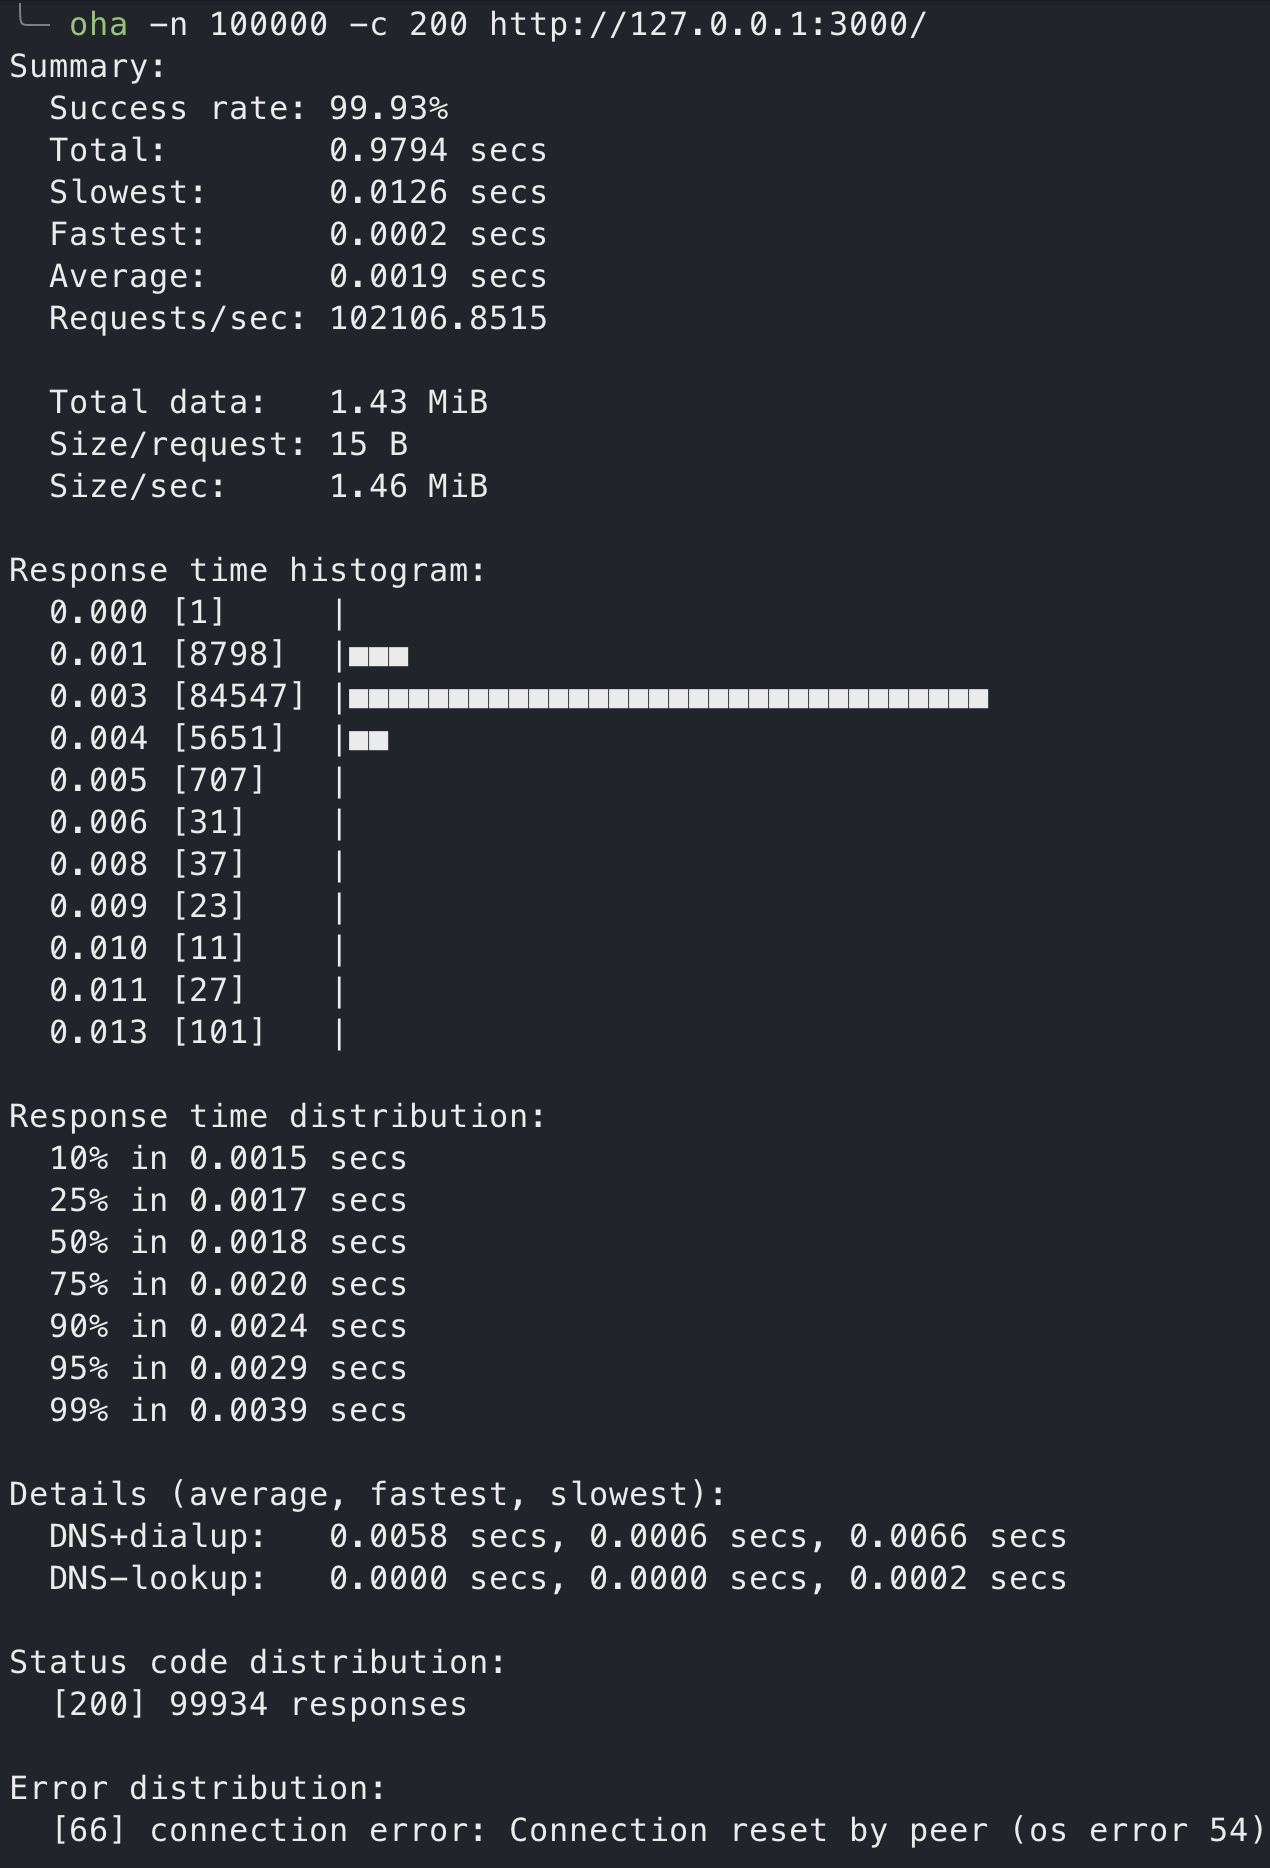 oha -n 100000 -c 200 http://127.0.0.1:3000/
Summary:
  Success rate: 99.93%
  Total:        0.9794 secs
  Slowest:      0.0126 secs
  Fastest:      0.0002 secs
  Average:      0.0019 secs
  Requests/sec: 102106.8515

  Total data:   1.43 MiB
  Size/request: 15 B
  Size/sec:     1.46 MiB

Response time histogram:
  0.000 [1]     |
  0.001 [8798]  |■■■
  0.003 [84547] |■■■■■■■■■■■■■■■■■■■■■■■■■■■■■■■■
  0.004 [5651]  |■■
  0.005 [707]   |
  0.006 [31]    |
  0.008 [37]    |
  0.009 [23]    |
  0.010 [11]    |
  0.011 [27]    |
  0.013 [101]   |

Response time distribution:
  10% in 0.0015 secs
  25% in 0.0017 secs
  50% in 0.0018 secs
  75% in 0.0020 secs
  90% in 0.0024 secs
  95% in 0.0029 secs
  99% in 0.0039 secs

Details (average, fastest, slowest):
  DNS+dialup:   0.0058 secs, 0.0006 secs, 0.0066 secs
  DNS-lookup:   0.0000 secs, 0.0000 secs, 0.0002 secs

Status code distribution:
  [200] 99934 responses

Error distribution:
  [66] connection error: Connection reset by peer (os error 54)